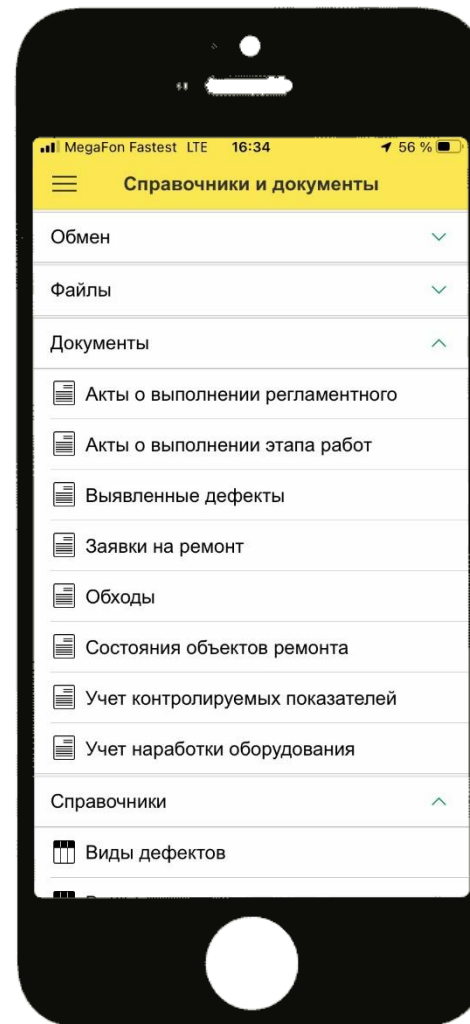 MegaFon Fastest LTE 16:34 56 %
Справочники и документы
Обмен
Файлы
Документы
Акты о выполнении регламентного
Акты о выполнении этапа работ
Выявленные дефекты
Заявки на ремонт
Обходы
Состояния объектов ремонта
Учет контролируемых показателей
Учет наработки оборудования
Справочники
Виды дефектов